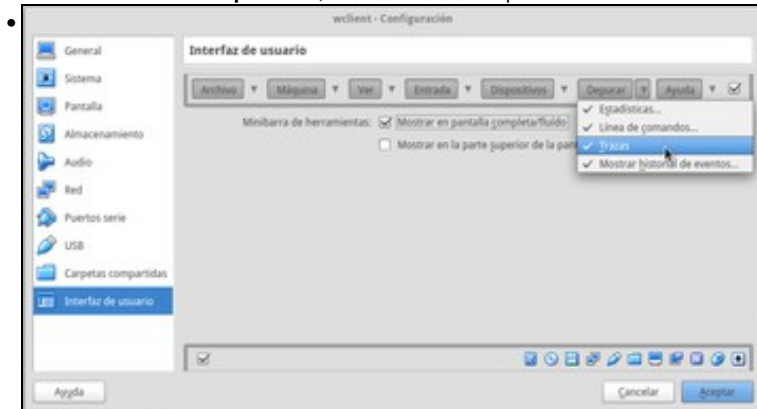 wclient - Configuración
General
Interfaz de usuario
Sistema
Archivo Máquina Ver Entrada Dispositivos Depurar Ayuda
Pantalla
Estadísticas...
Minibarra de herramientas: Mostrar en pantalla completa/fluido
Línea de comandos...
Almacenamiento
Mostrar en la parte superior de la pan
Trazas
Audio
Mostrar historial de eventos...
Red
Puertos serie
USB
Carpetas compartidas
Interfaz de usuario
Ayuda
Cancelar
Aceptar